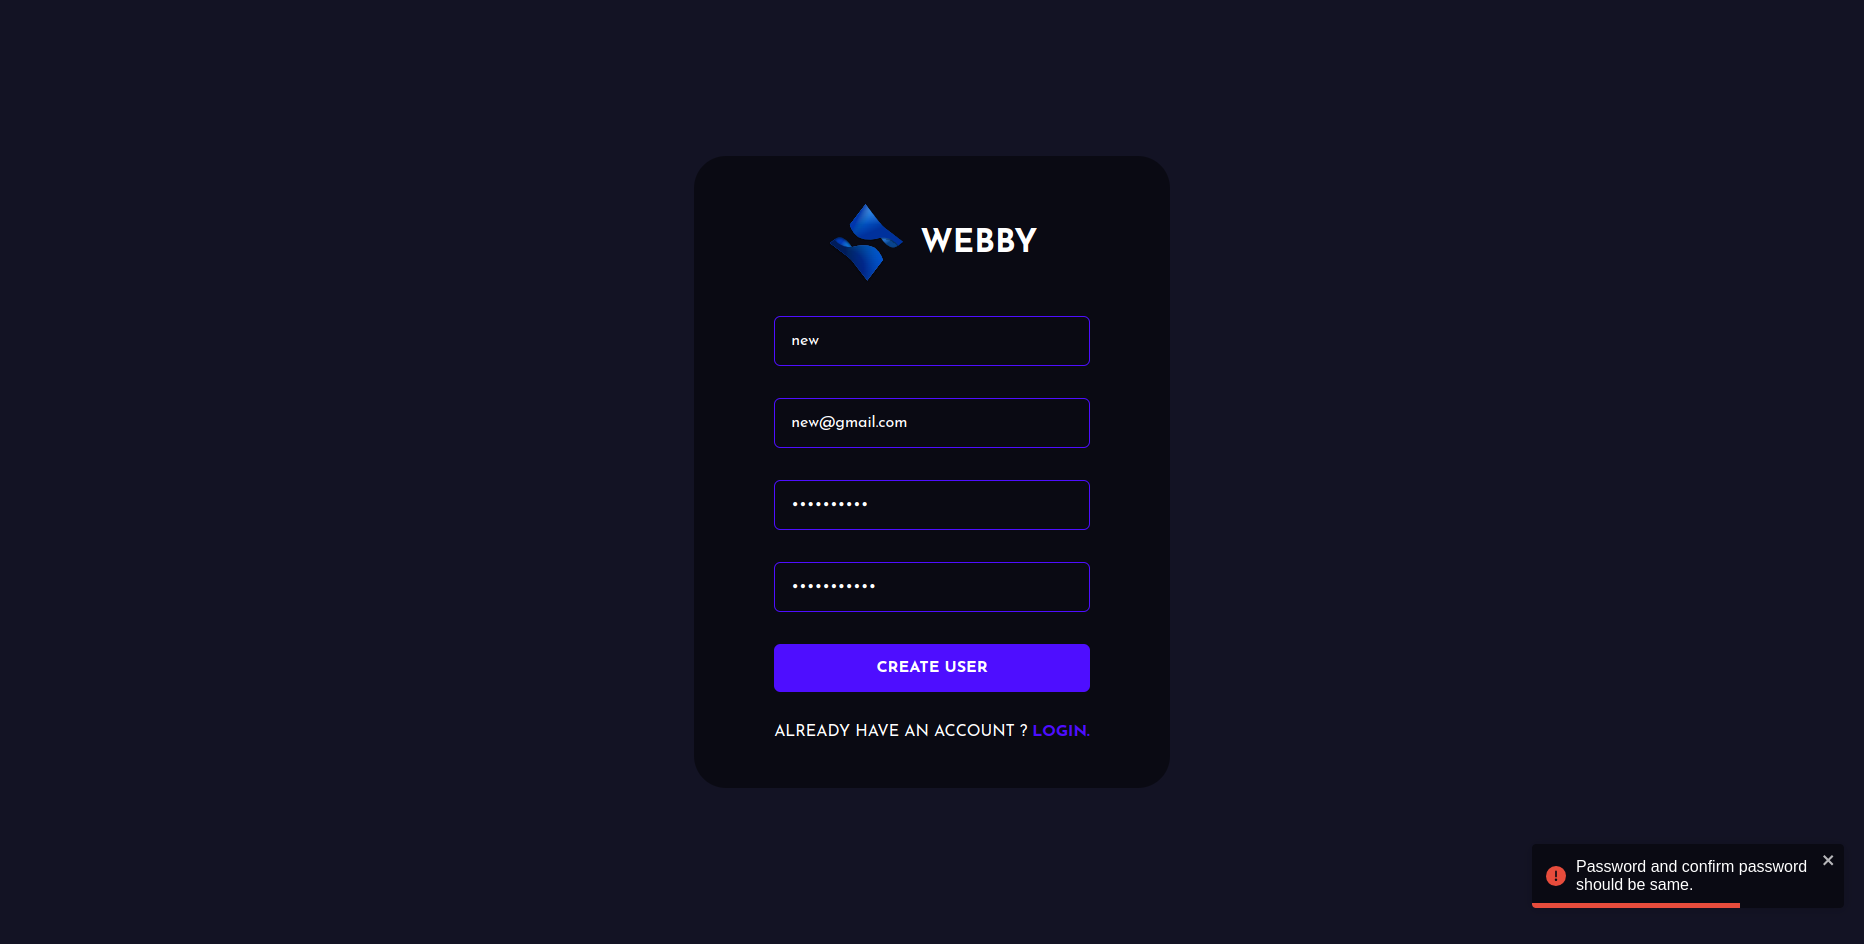 WEBBY
new
new@gmail.com
••••••••••
•••••••••••
CREATE USER
ALREADY HAVE AN ACCOUNT ? LOGIN.
Password and confirm password
should be same.